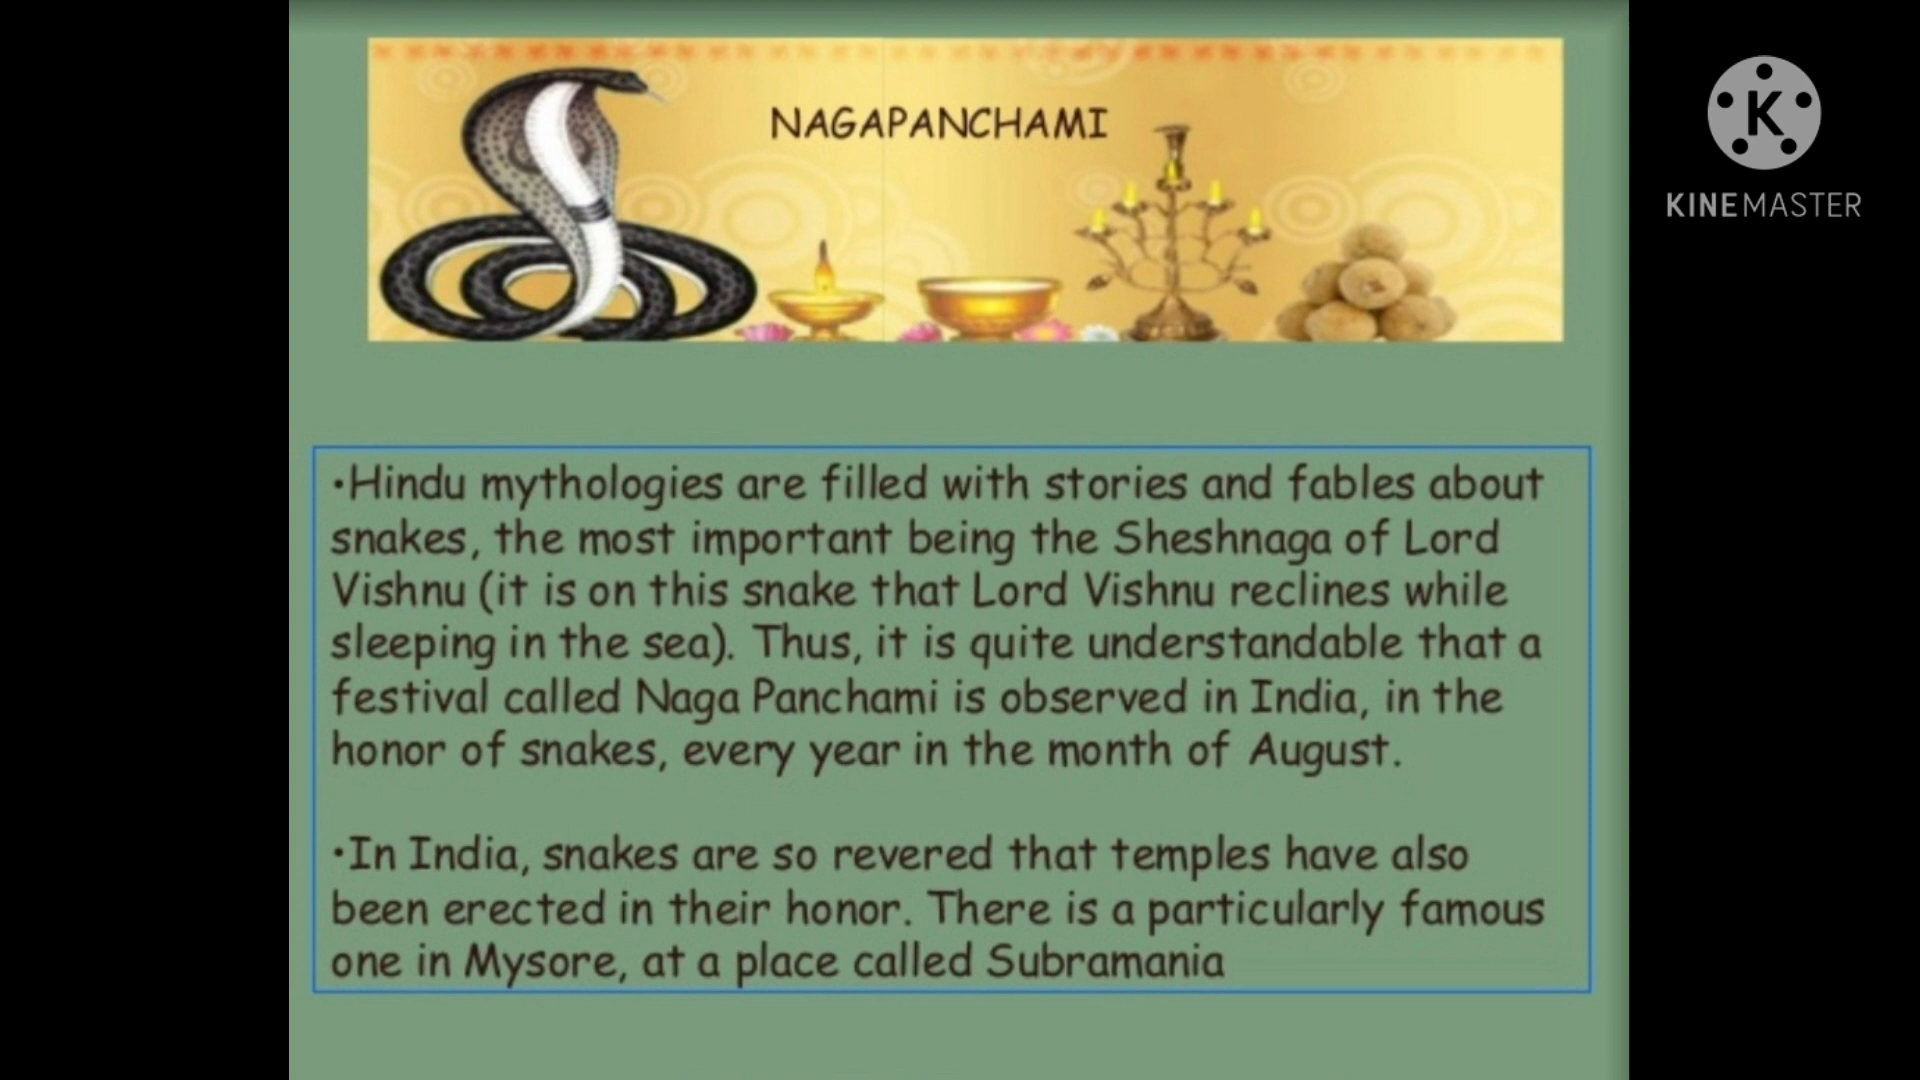 NAGAPANCHAMI
K
KINEMASTER
•Hindu mythologies are filled with stories and fables about
snakes, the most important being the Sheshnaga of Lord
Vishnu (it is on this snake that Lord Vishnu reclines while
sleeping in the sea). Thus, it is quite understandable that a
festival called Naga Panchami is observed in India, in the
honor of snakes, every year in the month of August.
•In India, snakes are so revered that temples have also
been erected in their honor. There is a particularly famous
one in Mysore, at a place called Subramania